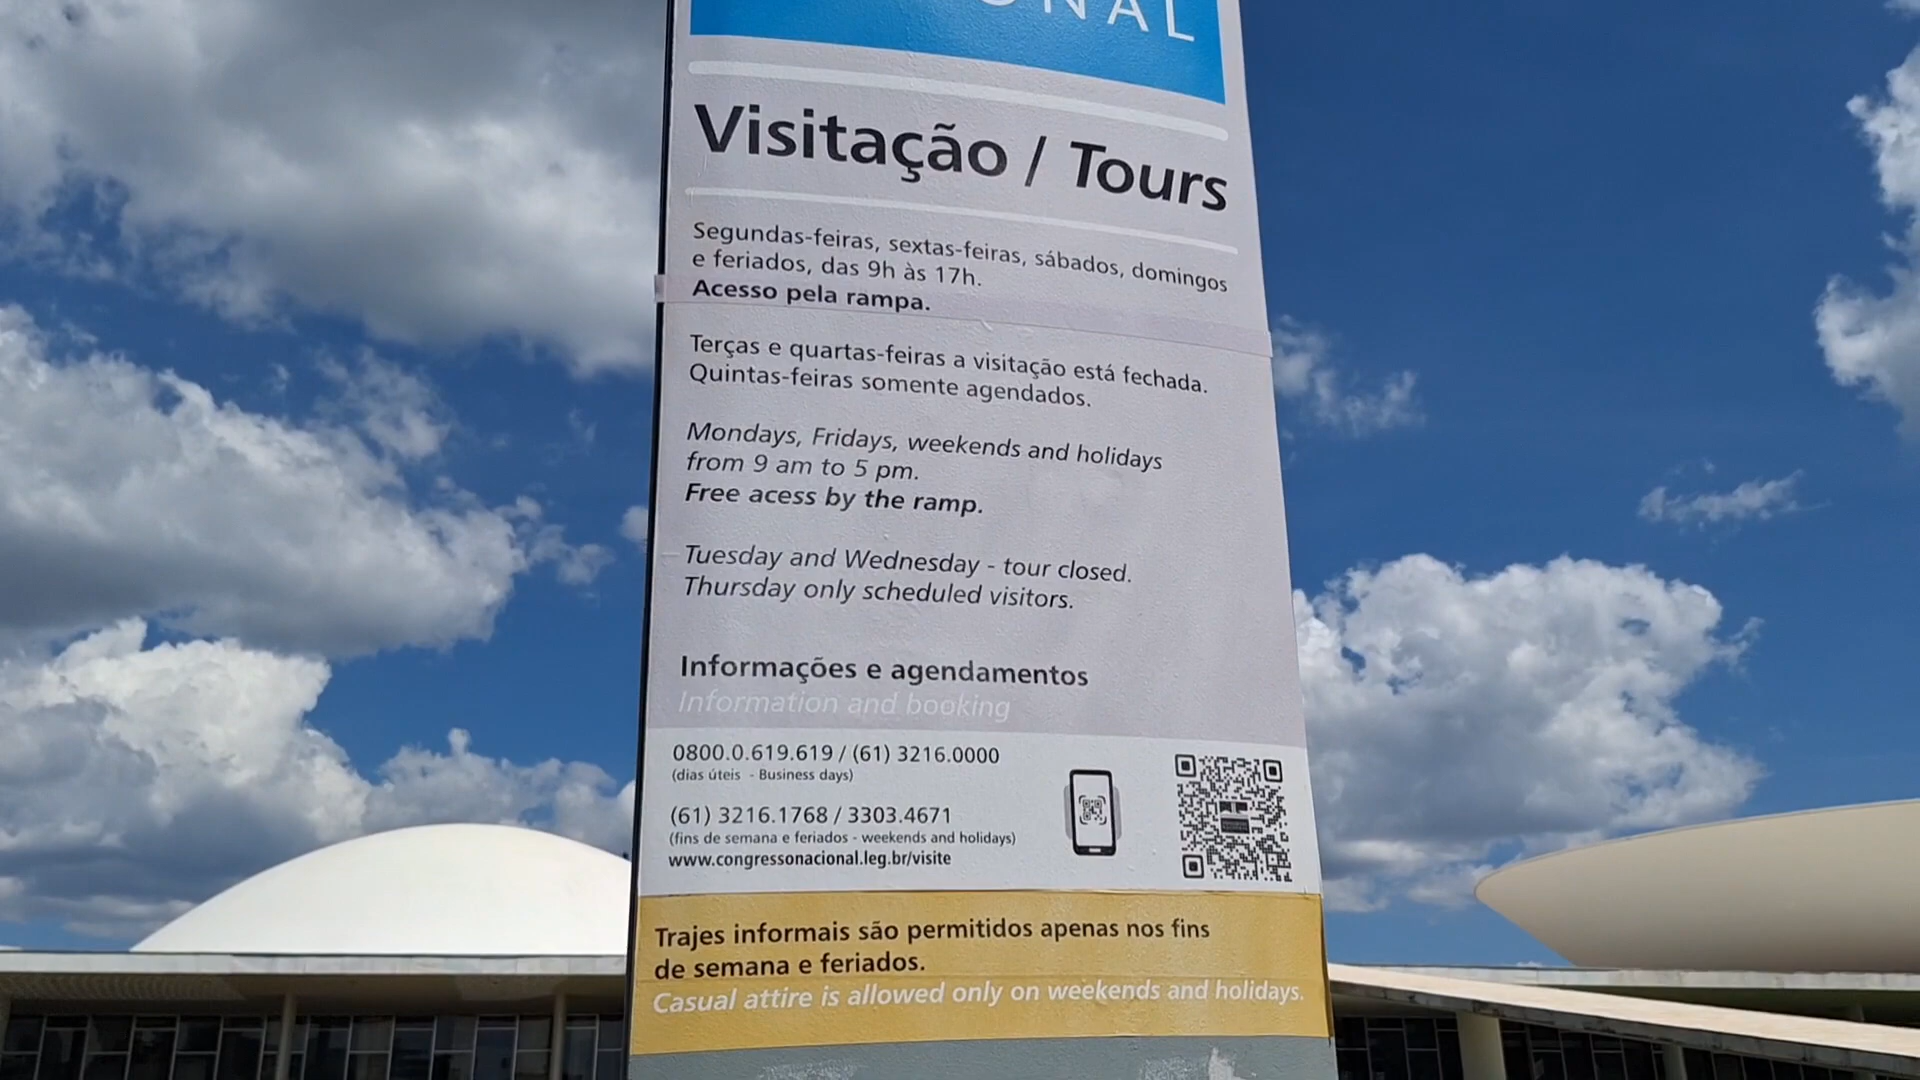 Visitação / Tours
Segundas-feiras, sextas-feiras, sábados, domingos
e feriados, das 9h às 17h.
Acesso pela rampa.
Terças e quartas-feiras a visitação está fechada.
Quintas-feiras somente agendados.
Mondays, Fridays, weekends and holidays
from 9 am to 5 pm.
Free acess by the ramp.
Tuesday and Wednesday - tour closed.
Thursday only scheduled visitors.
Informações e agendamentos
Information and booking
0800.0.619.619 / (61) 3216.0000
(dias úteis - Business days)
(61) 3216.1768 / 3303.4671
(fins de semana e feriados - weekends and holidays)
www.congressonacional.leg.br/visite
Trajes informais são permitidos apenas nos fins
de semana e feriados.
Casual attire is allowed only on weekends and holidays.